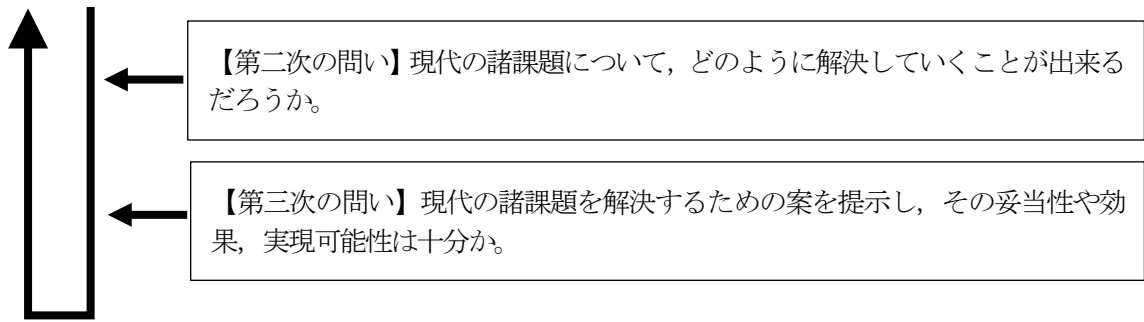 【第二次の問い】現代の諸課題について，どのように解決していくことが出来る
だろうか。
【第三次の問い】現代の諸課題を解決するための案を提示し，その妥当性や効
果，実現可能性は十分か。